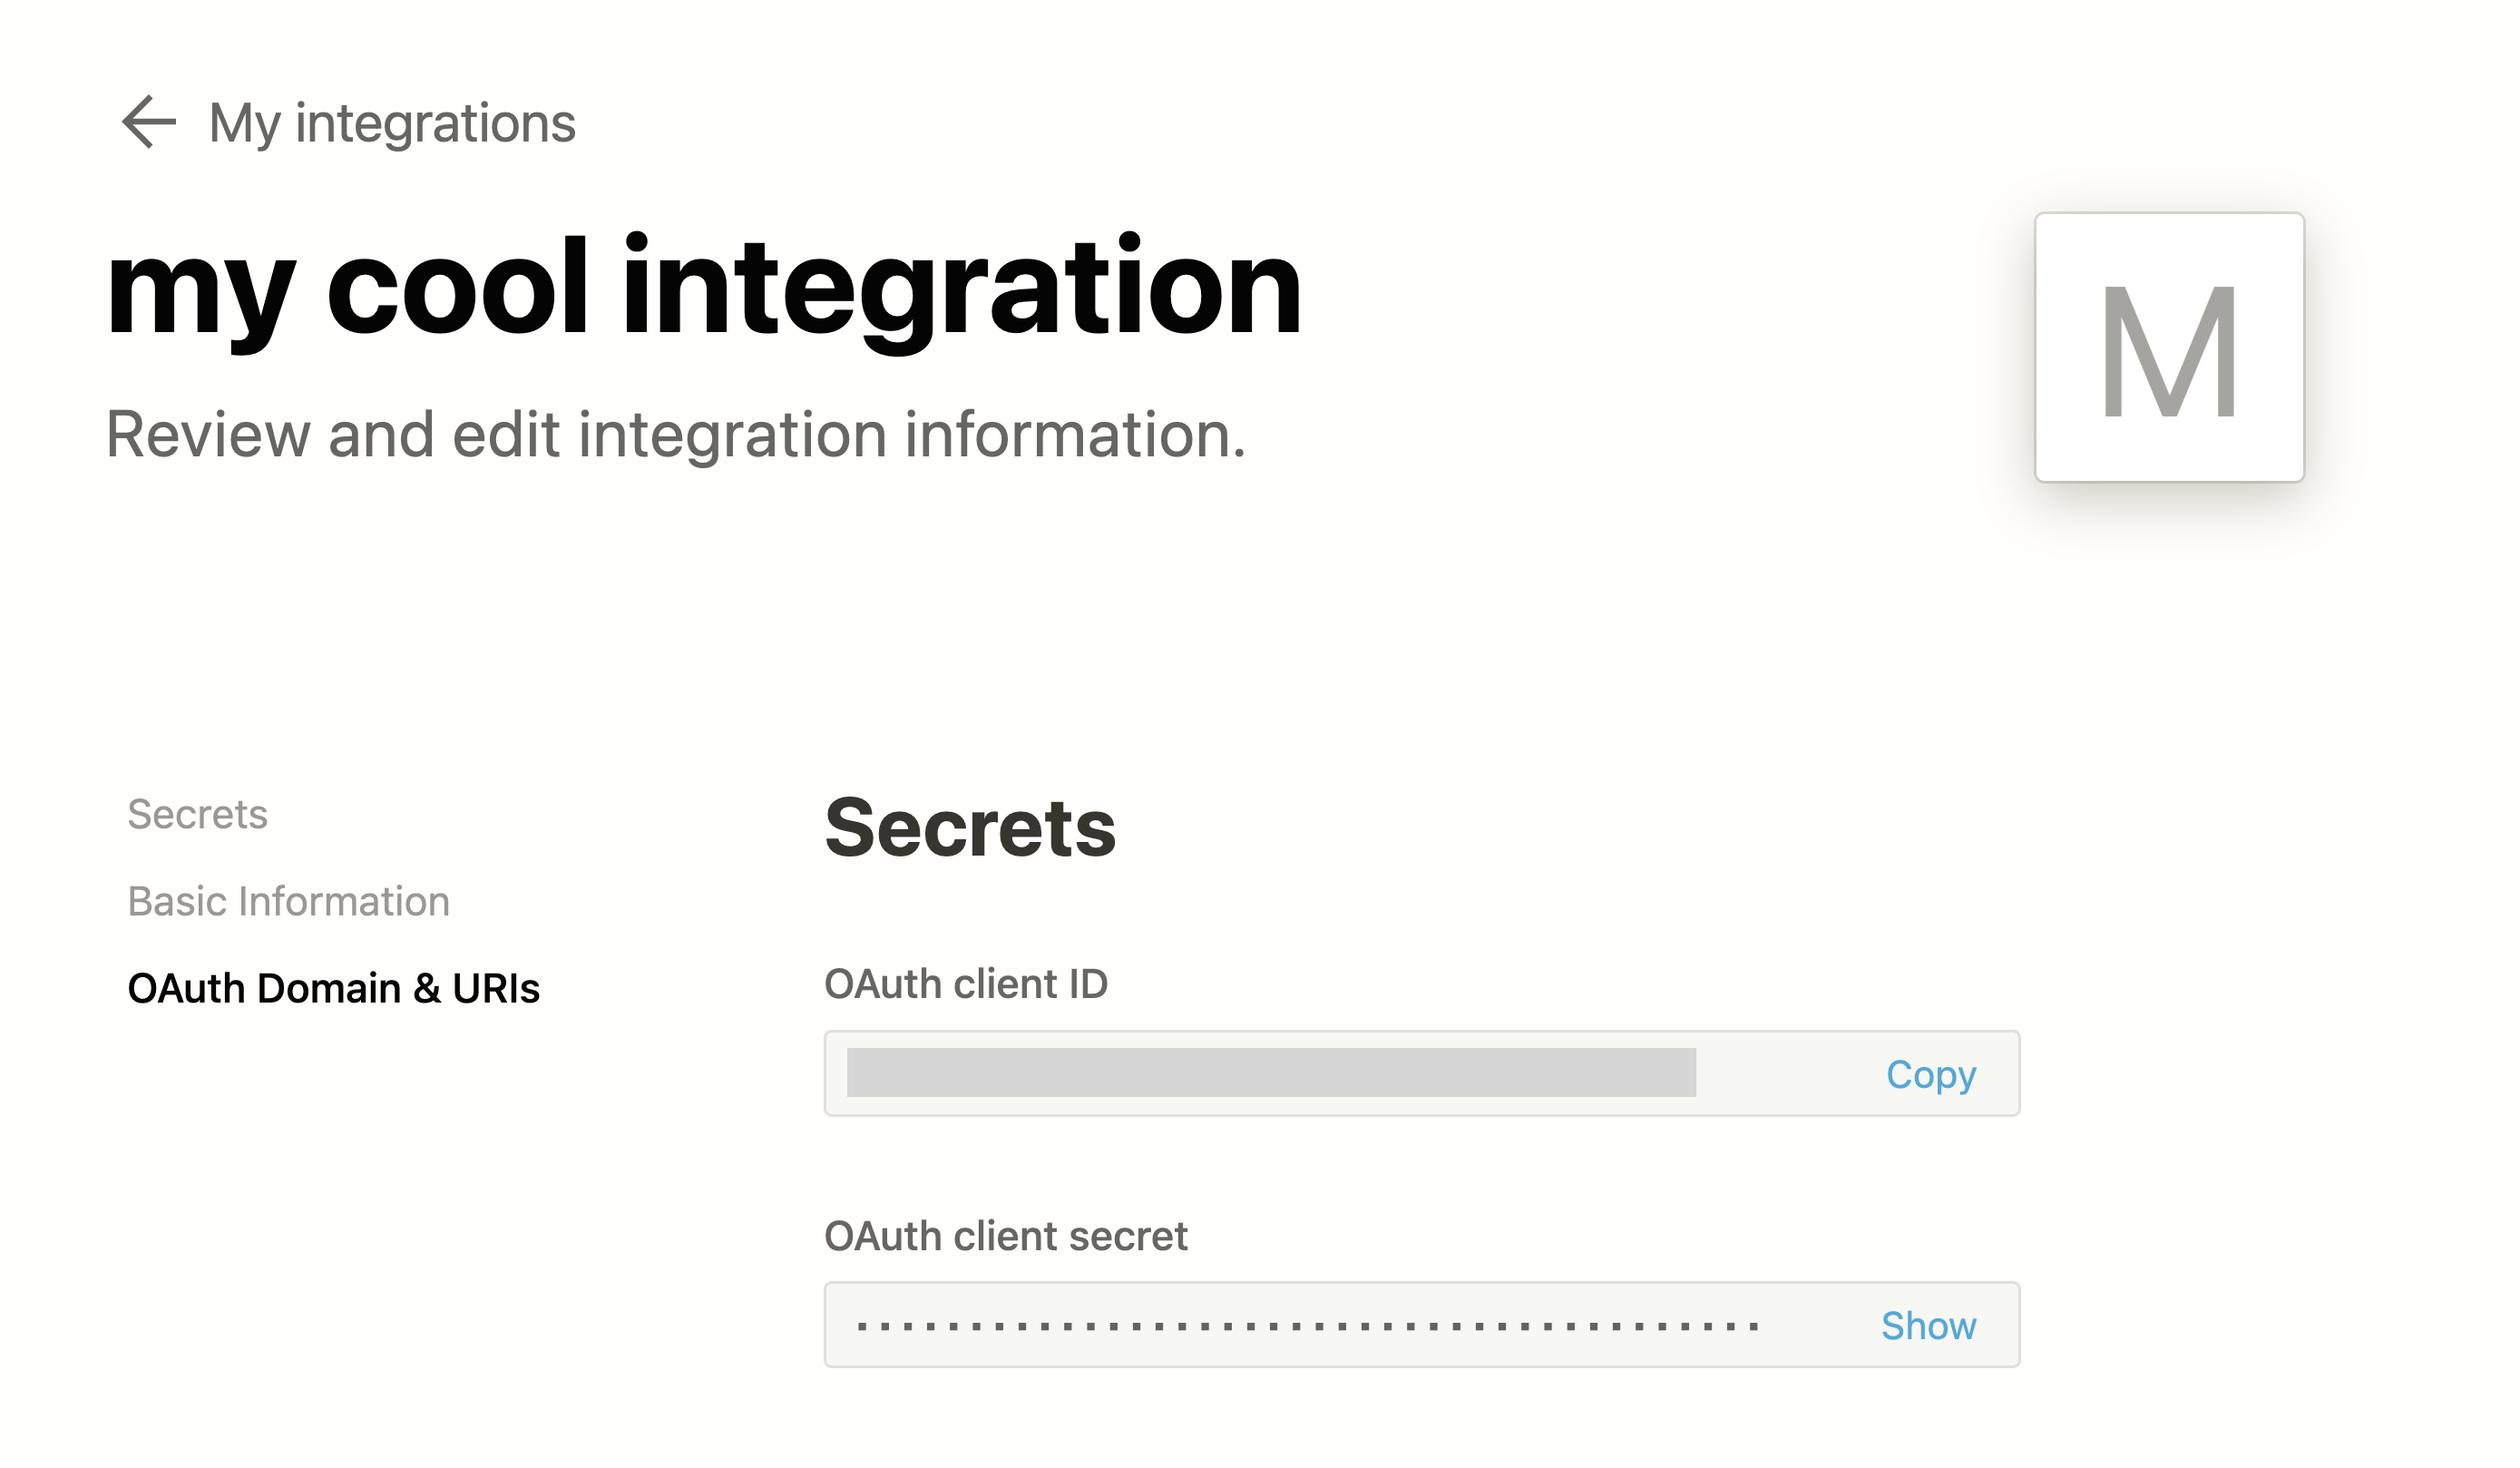 My integrations
my cool integration
M
Review and edit integration information.
Secrets
Basic Information
OAuth Domain & URIs
Secrets
OAuth client ID
Copy
OAuth client secret
Show